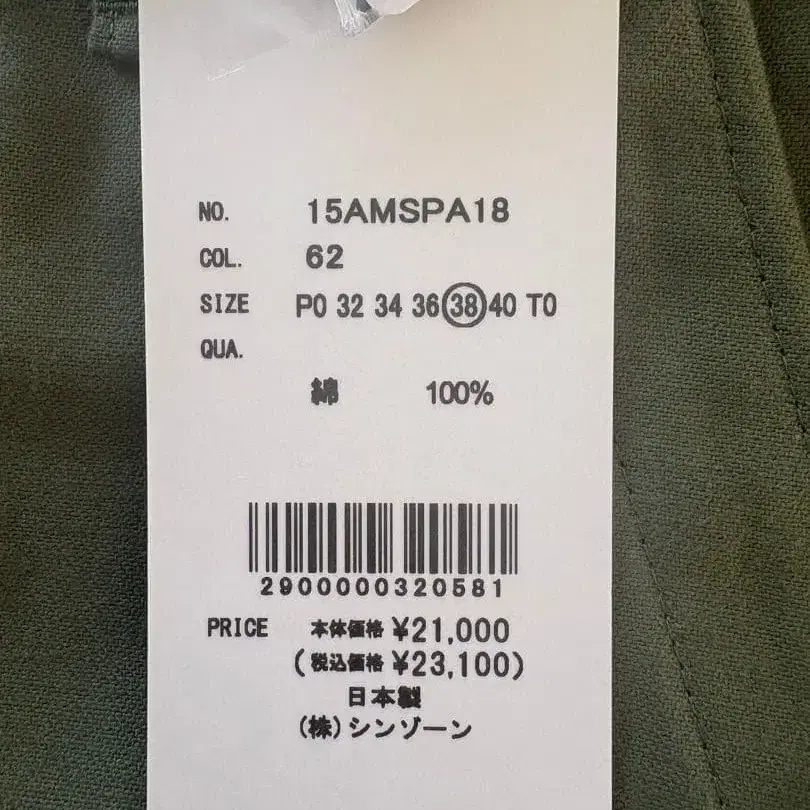 NO. 15AMSPA18
COL. 62
SIZE P0 32 34 36 38 40 T0
QUA.
綿 100%
2900000320581
PRICE 本体価格 ¥21,000
(税込価格 ¥23,100)
日本製
(株)シンゾーン